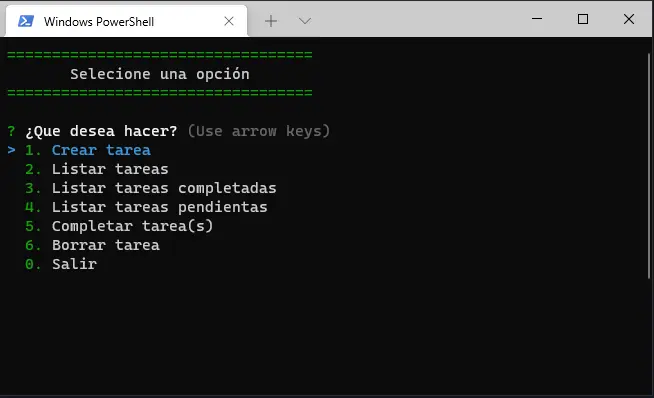 Windows PowerShell
==================================
Selecione una opción
==================================
? ¿Que desea hacer? (Use arrow keys)
> 1. Crear tarea
2. Listar tareas
3. Listar tareas completadas
4. Listar tareas pendientas
5. Completar tarea(s)
6. Borrar tarea
0. Salir